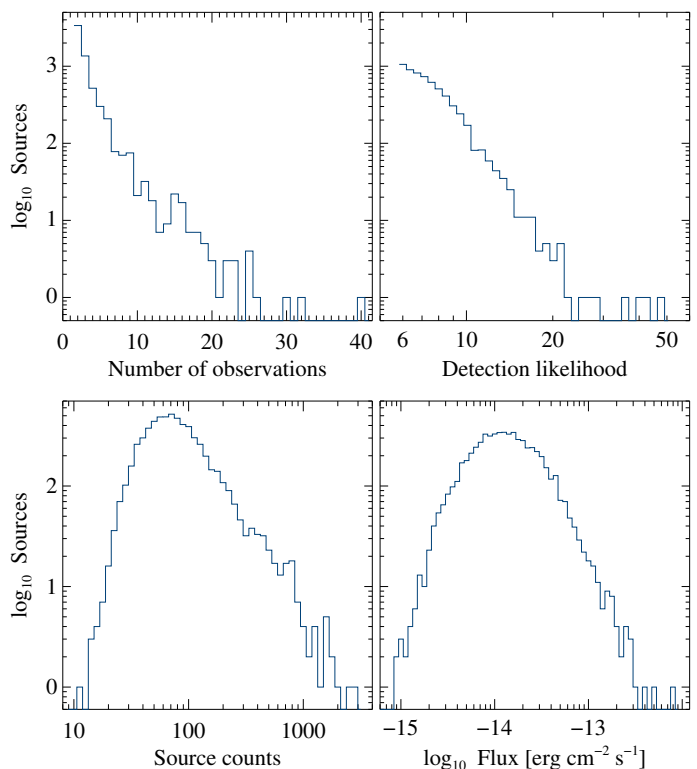 log₁₀ Sources
3
2
1
0
0 10 20 30 40
Number of observations
6 10 20 50
Detection likelihood
log₁₀ Sources
2
1
0
10 100 1000
Source counts
−15 −14 −13
log₁₀ Flux [erg cm⁻² s⁻¹]